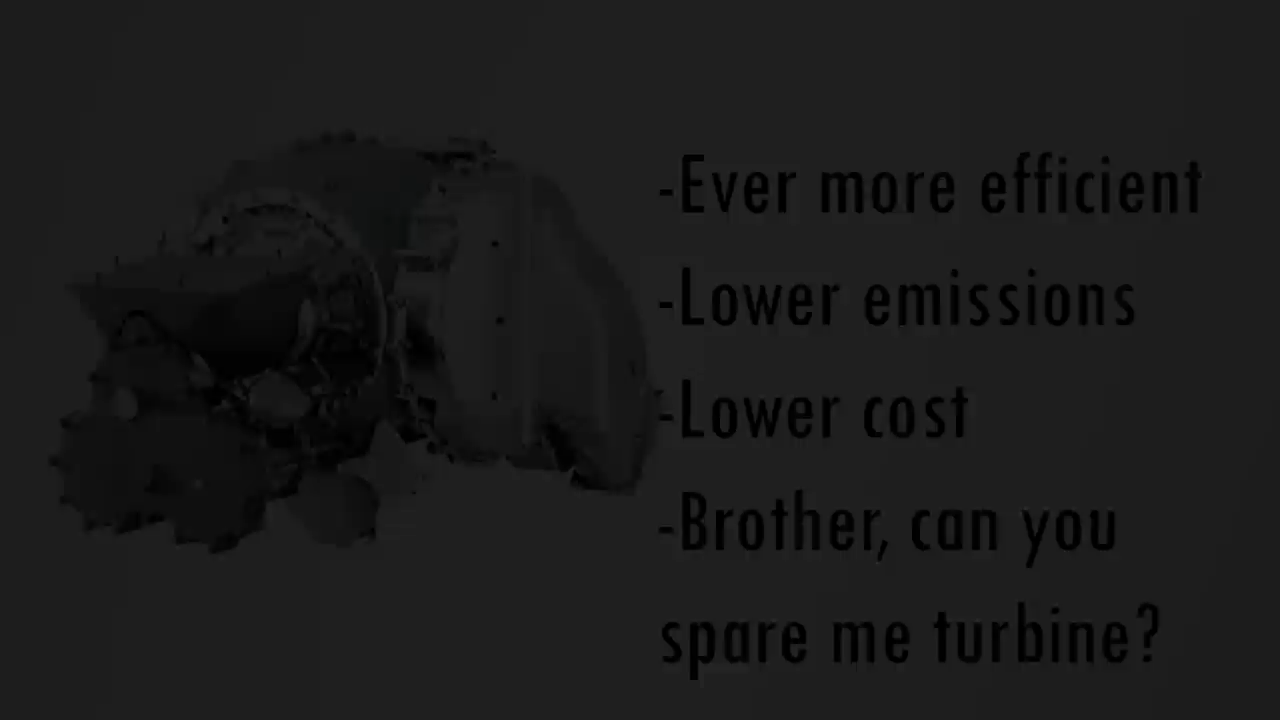 -Ever more efficient
-Lower emissions
-Lower cost
-Brother, can you
spare me turbine?